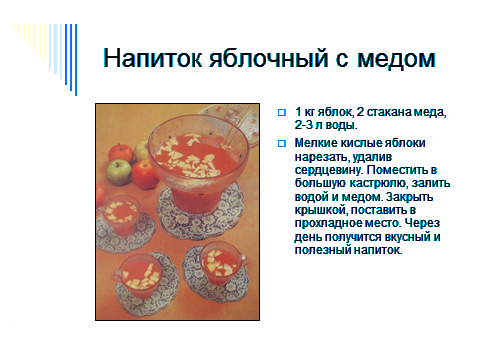 Напиток яблочный с медом
1 кг яблок, 2 стакана меда,
2-3 л воды.
Мелкие кислые яблоки
нарезать, удалив
сердцевину. Поместить в
большую кастрюлю, залить
водой и медом. Закрыть
крышкой, поставить в
прохладное место. Через
день получится вкусный и
полезный напиток.